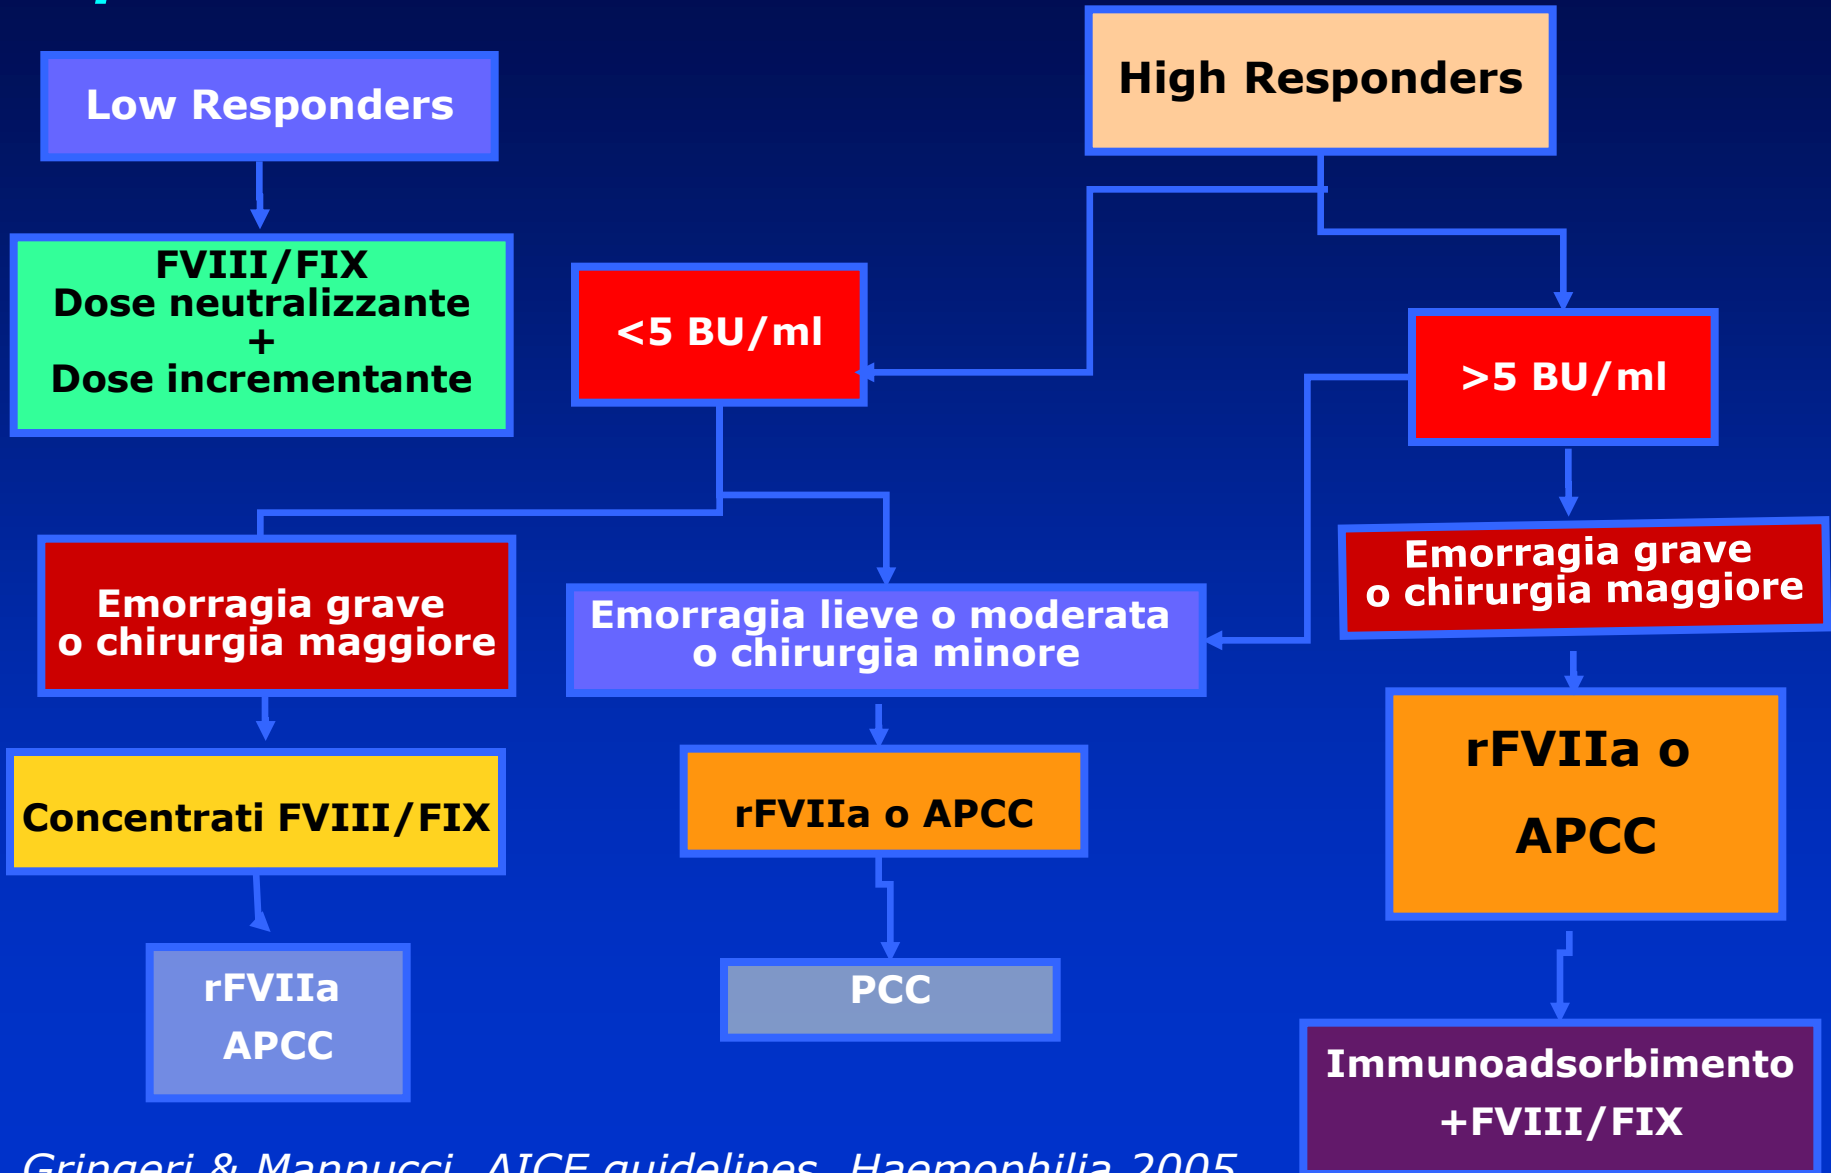 Low Responders
High Responders
FVIII/FIX
Dose neutralizzante
+
Dose incrementante
<5 BU/ml
>5 BU/ml
Emorragia grave
o chirurgia maggiore
Emorragia lieve o moderata
o chirurgia minore
Emorragia grave
o chirurgia maggiore
Concentrati FVIII/FIX
rFVIIa o APCC
rFVIIa o
APCC
rFVIIa
APCC
PCC
Immunoadsorbimento
+FVIII/FIX
Gringeri & Mannucci, AICE guidelines, Haemophilia 2005